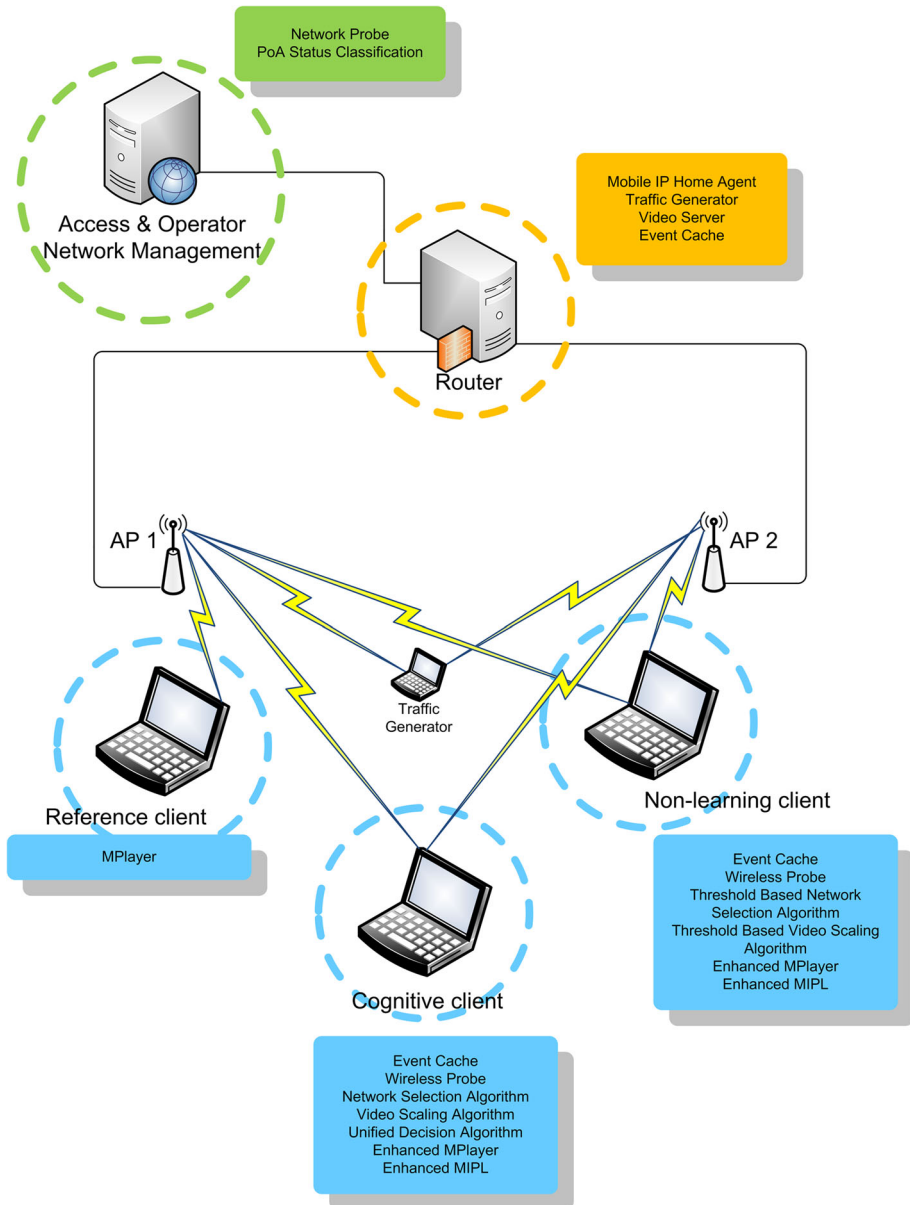 Network Probe
PoA Status Classification
Access & Operator
Network Management
Mobile IP Home Agent
Traffic Generator
Video Server
Event Cache
Router
AP 1
AP 2
Traffic
Generator
Reference client
MPlayer
Non-learning client
Event Cache
Wireless Probe
Threshold Based Network
Selection Algorithm
Threshold Based Video Scaling
Algorithm
Enhanced MPlayer
Enhanced MIPL
Cognitive client
Event Cache
Wireless Probe
Network Selection Algorithm
Video Scaling Algorithm
Unified Decision Algorithm
Enhanced MPlayer
Enhanced MIPL